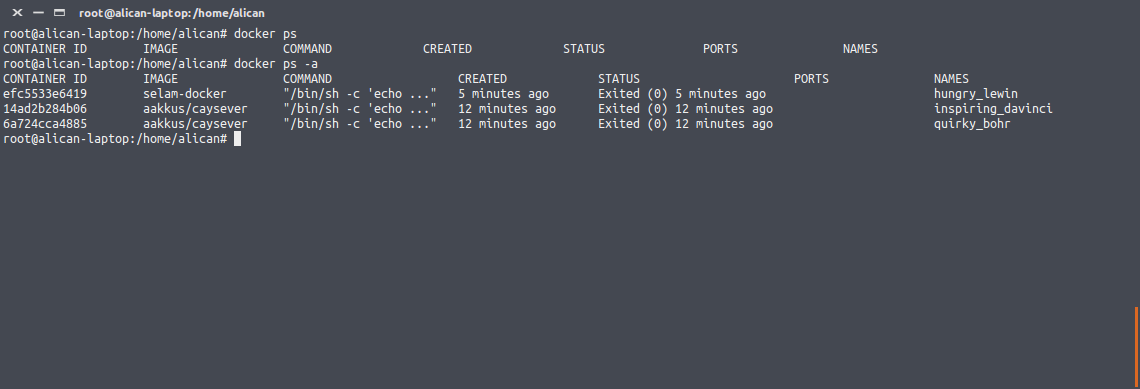 root@alican-laptop: /home/alican
root@alican-laptop:/home/alican# docker ps
CONTAINER ID        IMAGE               COMMAND             CREATED             STATUS              PORTS               NAMES
root@alican-laptop:/home/alican# docker ps -a
CONTAINER ID        IMAGE               COMMAND                  CREATED             STATUS                      PORTS               NAMES
efc5533e6419        selam-docker        "/bin/sh -c 'echo ..."   5 minutes ago       Exited (0) 5 minutes ago                        hungry_lewin
14ad2b284b06        aakkus/caysever     "/bin/sh -c 'echo ..."   12 minutes ago      Exited (0) 12 minutes ago                       inspiring_davinci
6a724cca4885        aakkus/caysever     "/bin/sh -c 'echo ..."   12 minutes ago      Exited (0) 12 minutes ago                       quirky_bohr
root@alican-laptop:/home/alican#